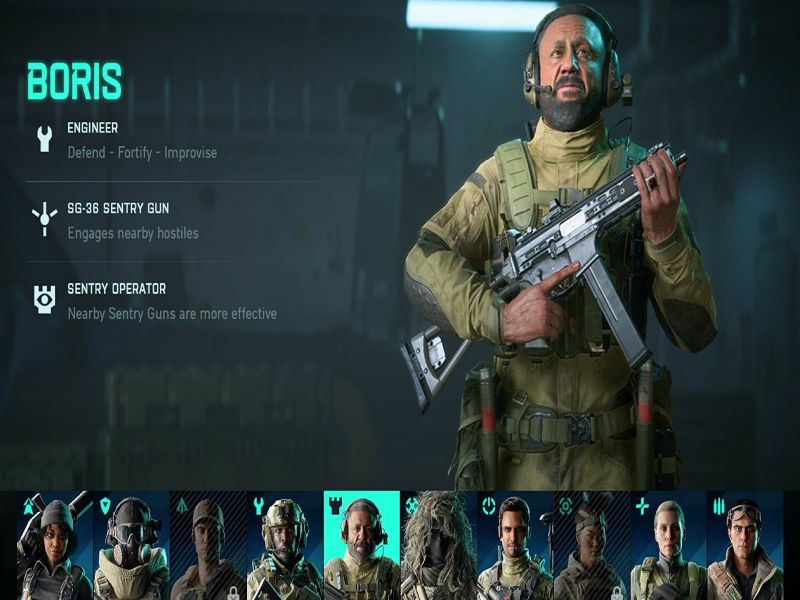 BORIS
ENGINEER
Defend - Fortify - Improvise
SG-36 SENTRY GUN
Engages nearby hostiles
SENTRY OPERATOR
Nearby Sentry Guns are more effective